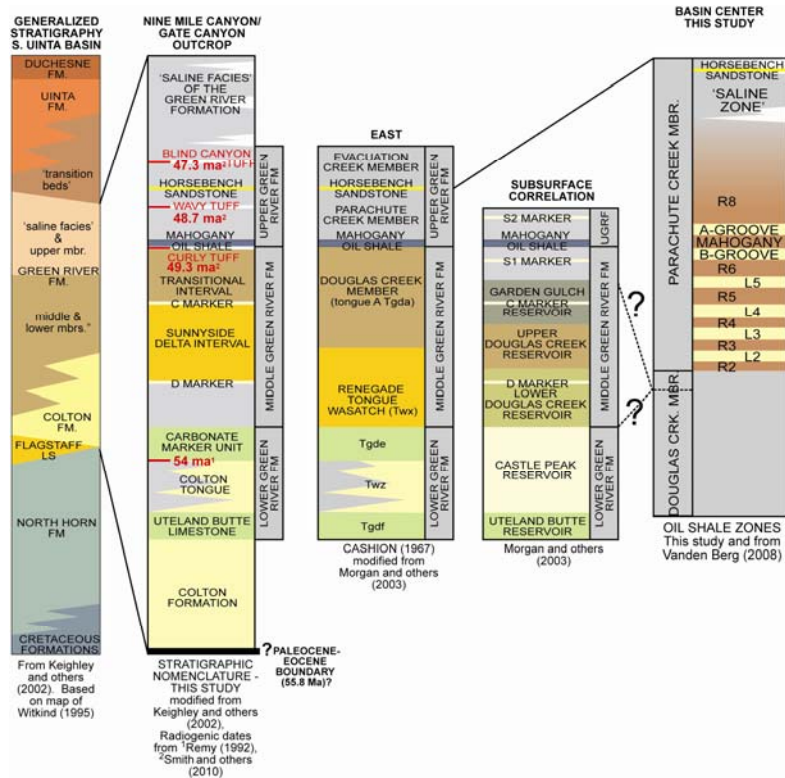 GENERALIZED
STRATIGRAPHY
S. UINTA BASIN
DUCHESNE
FM.
UINTA
FM.
'transition
beds'
'saline facies'
&
upper mbr.
GREEN RIVER
FM.
middle &
lower mbrs."
COLTON
FM.
FLAGSTAFF
LS
NORTH HORN
FM
CRETACEOUS
FORMATIONS
From Keighley
and others
(2002). Based
on map of
Witkind (1995)
NINE MILE CANYON/
GATE CANYON
OUTCROP
'SALINE FACIES'
OF THE
GREEN RIVER
FORMATION
BLIND CANYON
47.3 ma² TUFF
HORSEBENCH
SANDSTONE
WAVY TUFF
48.7 ma²
MAHOGANY
OIL SHALE
CURLY TUFF
49.3 ma²
TRANSITIONAL
INTERVAL
C MARKER
SUNNYSIDE
DELTA INTERVAL
D MARKER
CARBONATE
MARKER UNIT
54 ma¹
COLTON
TONGUE
UTELAND BUTTE
LIMESTONE
COLTON
FORMATION
UPPER GREEN
RIVER FM
MIDDLE GREEN RIVER FM
LOWER GREEN
RIVER FM
? PALEOCENE-
EOCENE
BOUNDARY
(55.8 Ma)?
STRATIGRAPHIC
NOMENCLATURE -
THIS STUDY
modified from
Keighley and others
(2002),
Radiogenic dates
from ¹Remy (1992),
²Smith and others
(2010)
EAST
EVACUATION
CREEK MEMBER
HORSEBENCH
SANDSTONE
PARACHUTE
CREEK MEMBER
MAHOGANY
OIL SHALE
DOUGLAS CREEK
MEMBER
(tongue A Tgda)
RENEGADE
TONGUE
WASATCH (Twx)
Tgde
Twz
Tgdf
UPPER GREEN
RIVER FM
MIDDLE GREEN RIVER FM
LOWER GREEN
RIVER FM
CASHION (1967)
modified from
Morgan and others
(2003)
SUBSURFACE
CORRELATION
S2 MARKER
MAHOGANY
OIL SHALE
S1 MARKER
GARDEN GULCH
C MARKER
RESERVOIR
UPPER
DOUGLAS CREEK
RESERVOIR
D MARKER
LOWER
DOUGLAS CREEK
RESERVOIR
CASTLE PEAK
RESERVOIR
UTELAND BUTTE
RESERVOIR
UGRF
MIDDLE GREEN RIVER FM
LOWER GREEN
RIVER FM
Morgan and others
(2003)
?
?
BASIN CENTER
THIS STUDY
PARACHUTE CREEK MBR.
DOUGLAS CRK. MBR.
HORSEBENCH
SANDSTONE
'SALINE
ZONE'
R8
A-GROOVE
MAHOGANY
B-GROOVE
R6
L5
R5
L4
R4
L3
R3
L2
R2
OIL SHALE ZONES
This study and from
Vanden Berg (2008)